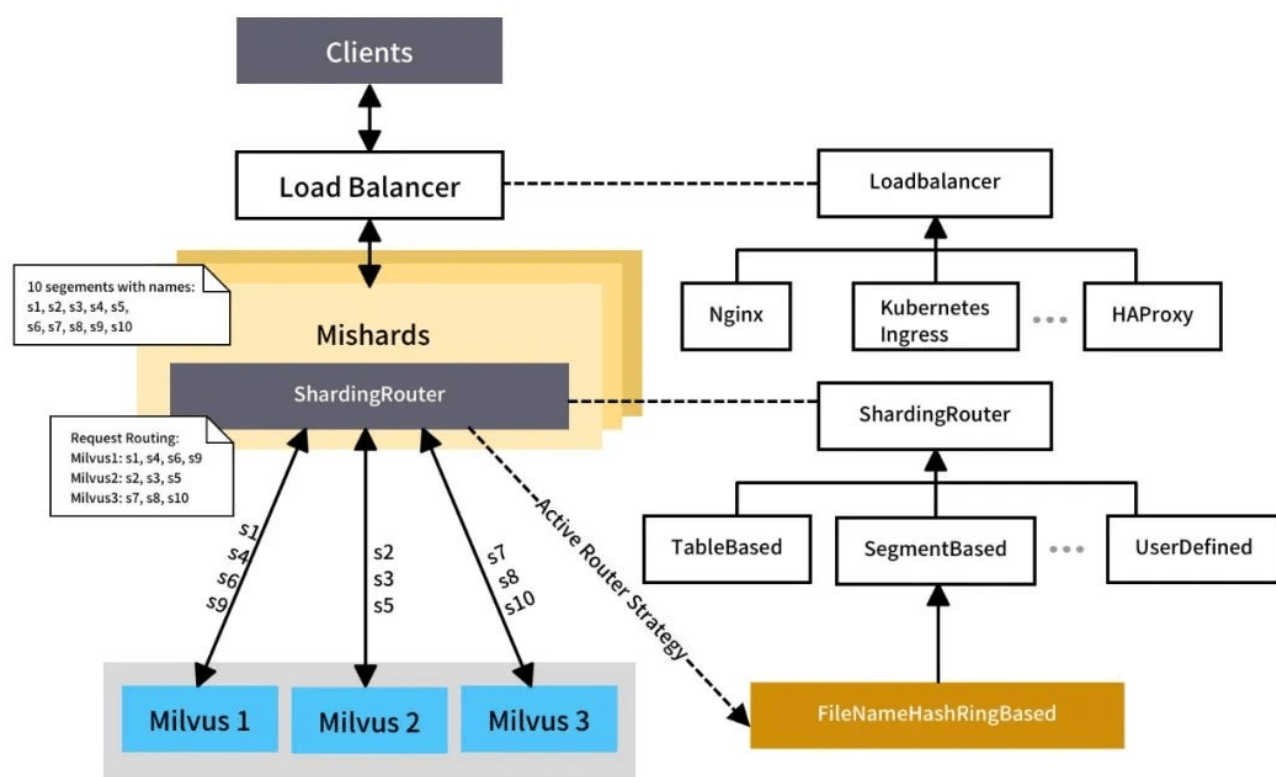 Clients
Load Balancer
Loadbalancer
10 segements with names:
s1, s2, s3, s4, s5,
s6, s7, s8, s9, s10
Nginx
Kubernetes
Ingress
HAProxy
Mishards
ShardingRouter
ShardingRouter
Request Routing:
Milvus1: s1, s4, s6, s9
Milvus2: s2, s3, s5
Milvus3: s7, s8, s10
TableBased
SegmentBased
UserDefined
s1
s4
s6
s9
s2
s3
s5
s7
s8
s10
Active Router Strategy
Milvus 1
Milvus 2
Milvus 3
FileNameHashRingBased